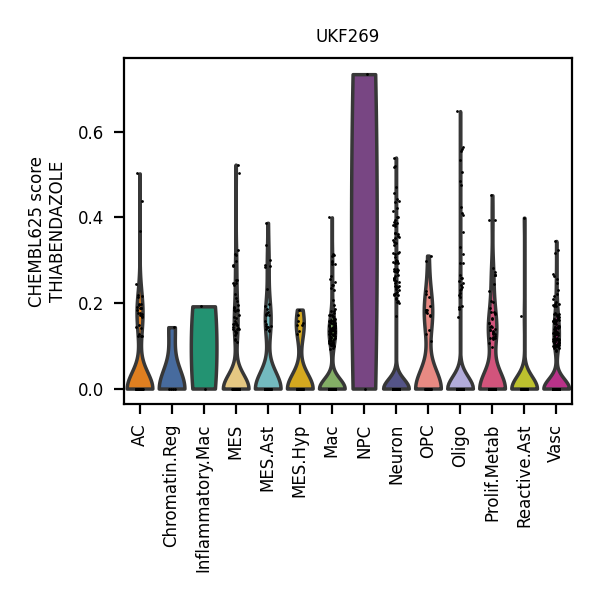 UKF269
CHEMBL625 score
THIABENDAZOLE
0.6
0.4
0.2
0.0
AC
Chromatin.Reg
Inflammatory.Mac
MES
MES.Ast
MES.Hyp
Mac
NPC
Neuron
OPC
Oligo
Prolif.Metab
Reactive.Ast
Vasc